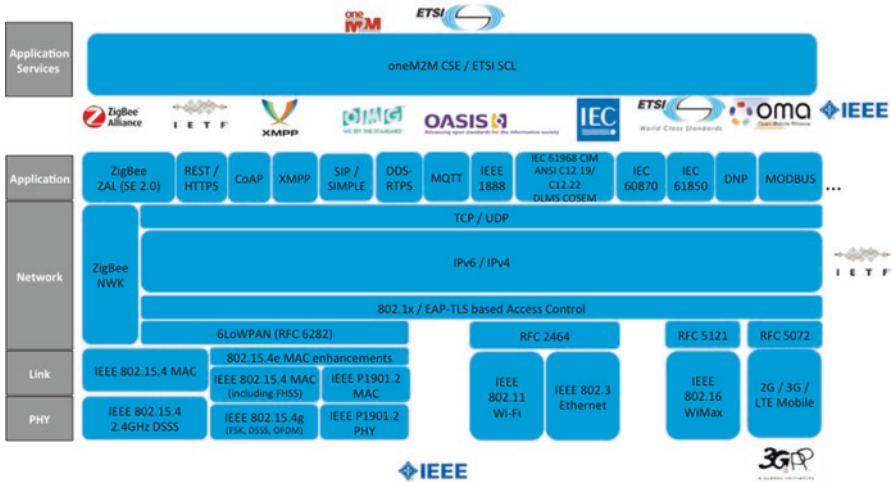 one
M2M
ETSI
Application
Services
oneM2M CSE / ETSI SCL
ZigBee
Alliance
I E T F
XMPP
OMG
WE SET THE STANDARD
OASIS
Advancing open standards for the information society
IEC
ETSI
World Class Standards
oma
Open Mobile Alliance
IEEE
Application
ZigBee
ZAL (SE 2.0)
REST /
HTTPS
CoAP
XMPP
SIP /
SIMPLE
DDS-
RTPS
MQTT
IEEE
1888
IEC 61968 CIM
ANSI C12.19/
C12.22
DLMS COSEM
IEC
60870
IEC
61850
DNP
MODBUS
...
Network
ZigBee
NWK
TCP / UDP
IPv6 / IPv4
I E T F
802.1x / EAP-TLS based Access Control
6LoWPAN (RFC 6282)
RFC 2464
RFC 5121
RFC 5072
Link
IEEE 802.15.4 MAC
802.15.4e MAC enhancements
IEEE 802.15.4 MAC
(including FHSS)
IEEE P1901.2
MAC
IEEE
802.11
Wi-Fi
IEEE 802.3
Ethernet
IEEE
802.16
WiMax
2G / 3G /
LTE Mobile
PHY
IEEE 802.15.4
2.4GHz DSSS
IEEE 802.15.4g
(FSK, DSSS, OFDM)
IEEE P1901.2
PHY
IEEE
3GPP
A GLOBAL INITIATIVE